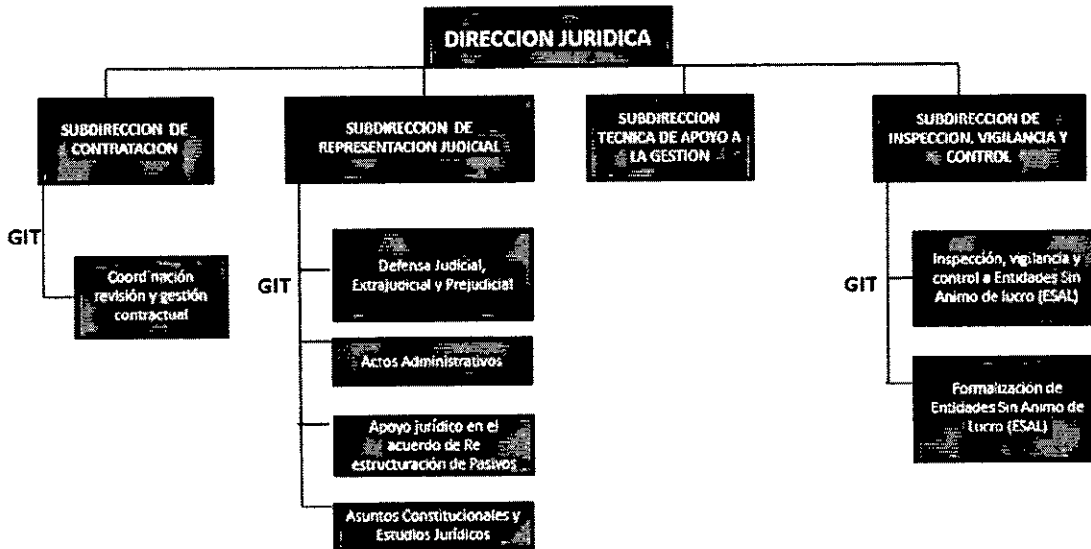 DIRECCION JURIDICA
SUBDIRECCION DE
CONTRATACION
SUBDIRECCION DE
REPRESENTACION JUDICIAL
SUBDIRECCION
TECNICA DE APOYO A
LA GESTION
SUBDIRECCION DE
INSPECCION, VIGILANCIA Y
CONTROL
GIT
Coordinación
revisión y gestión
contractual
GIT
Defensa Judicial,
Extrajudicial y Prejudicial
Actos Administrativos
Apoyo jurídico en el
acuerdo de Re
estructuración de Pasivos
Asuntos Constitucionales y
Estudios Jurídicos
GIT
Inspección, vigilancia y
control a Entidades Sin
Animo de lucro (ESAL)
Formalización de
Entidades Sin Animo de
Lucro (ESAL)